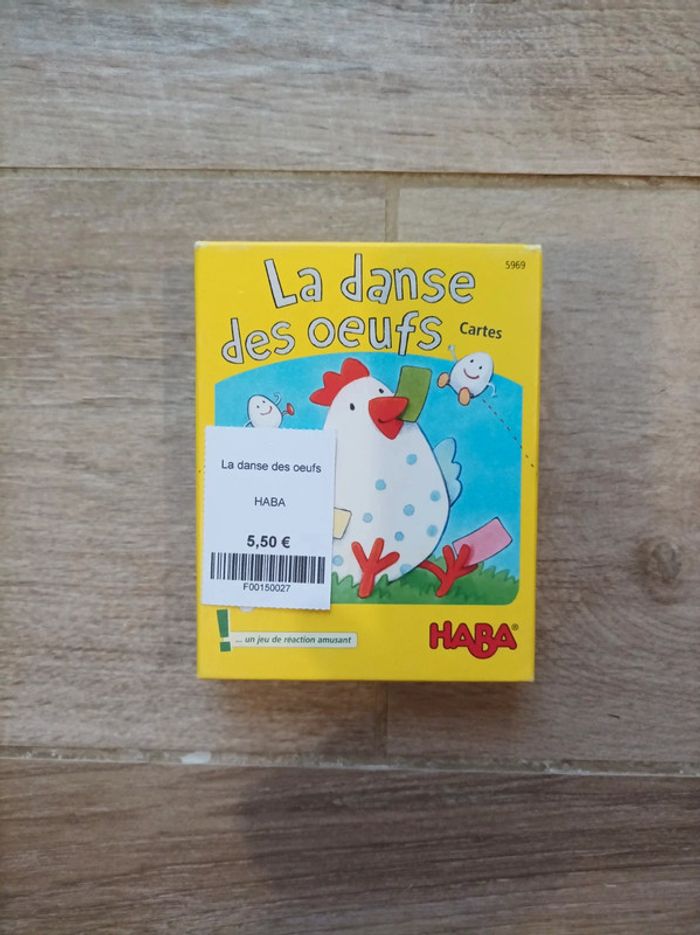 5969
La danse
des oeufs
Cartes
La danse des oeufs
HABA
5,50 €
F00150027
! ... un jeu de réaction amusant
HABA®